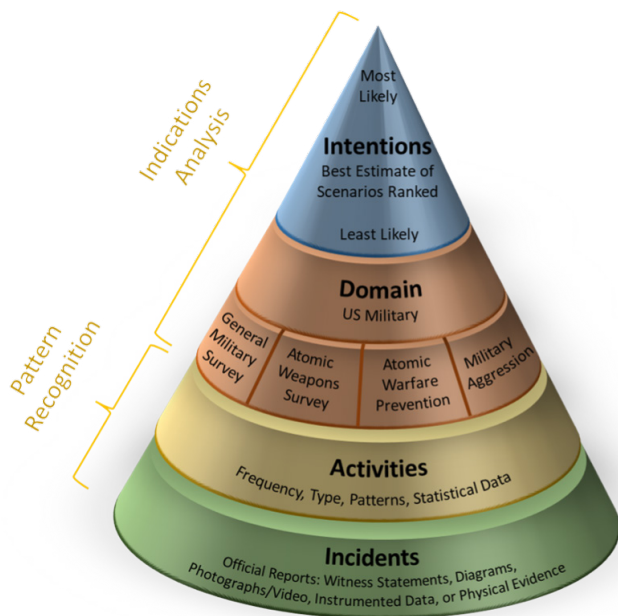 Most
Likely
Intentions
Best Estimate of
Scenarios Ranked
Least Likely
Indications
Analysis
Domain
US Military
General
Military
Survey
Atomic
Weapons
Survey
Atomic
Warfare
Prevention
Military
Aggression
Pattern
Recognition
Activities
Frequency, Type, Patterns, Statistical Data
Incidents
Official Reports: Witness Statements, Diagrams,
Photographs/Video, Instrumented Data, or Physical Evidence